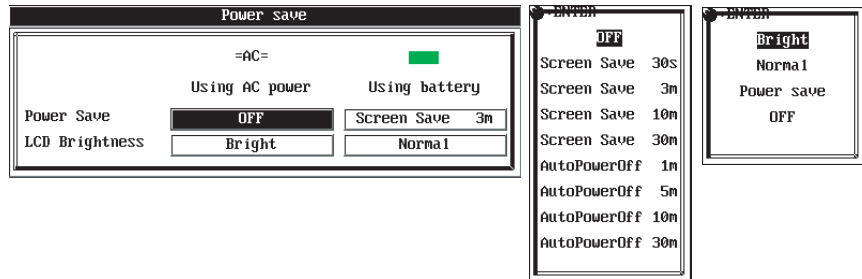 Power save
=AC=
Using AC power Using battery
Power Save OFF Screen Save 3m
LCD Brightness Bright Normal
:ENTER
OFF
Screen Save 30s
Screen Save 3m
Screen Save 10m
Screen Save 30m
AutoPowerOff 1m
AutoPowerOff 5m
AutoPowerOff 10m
AutoPowerOff 30m
:ENTER
Bright
Normal
Power save
OFF